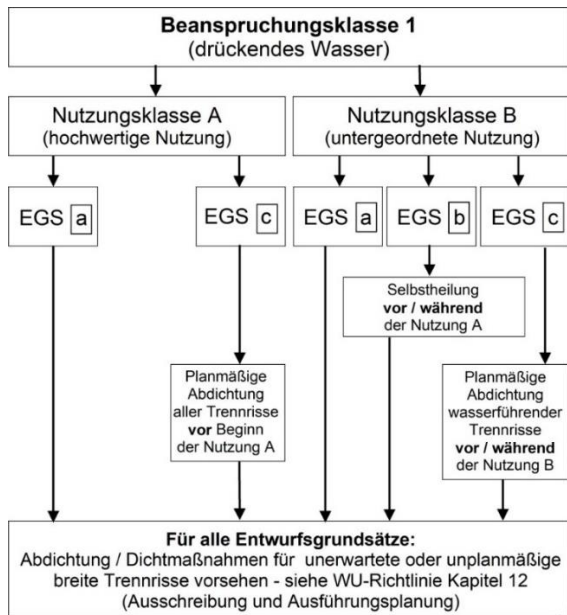 Beanspruchungsklasse 1
(drückendes Wasser)
Nutzungsklasse A
(hochwertige Nutzung)
Nutzungsklasse B
(untergeordnete Nutzung)
EGS a
EGS c
EGS a
EGS b
EGS c
Selbstheilung
vor / während
der Nutzung A
Planmäßige
Abdichtung
aller Trennrisse
vor Beginn
der Nutzung A
Planmäßige
Abdichtung
wasserführender
Trennrisse
vor / während
der Nutzung B
Für alle Entwurfsgrundsätze:
Abdichtung / Dichtmaßnahmen für unerwartete oder unplanmäßige
breite Trennrisse vorsehen - siehe WU-Richtlinie Kapitel 12
(Ausschreibung und Ausführungsplanung)